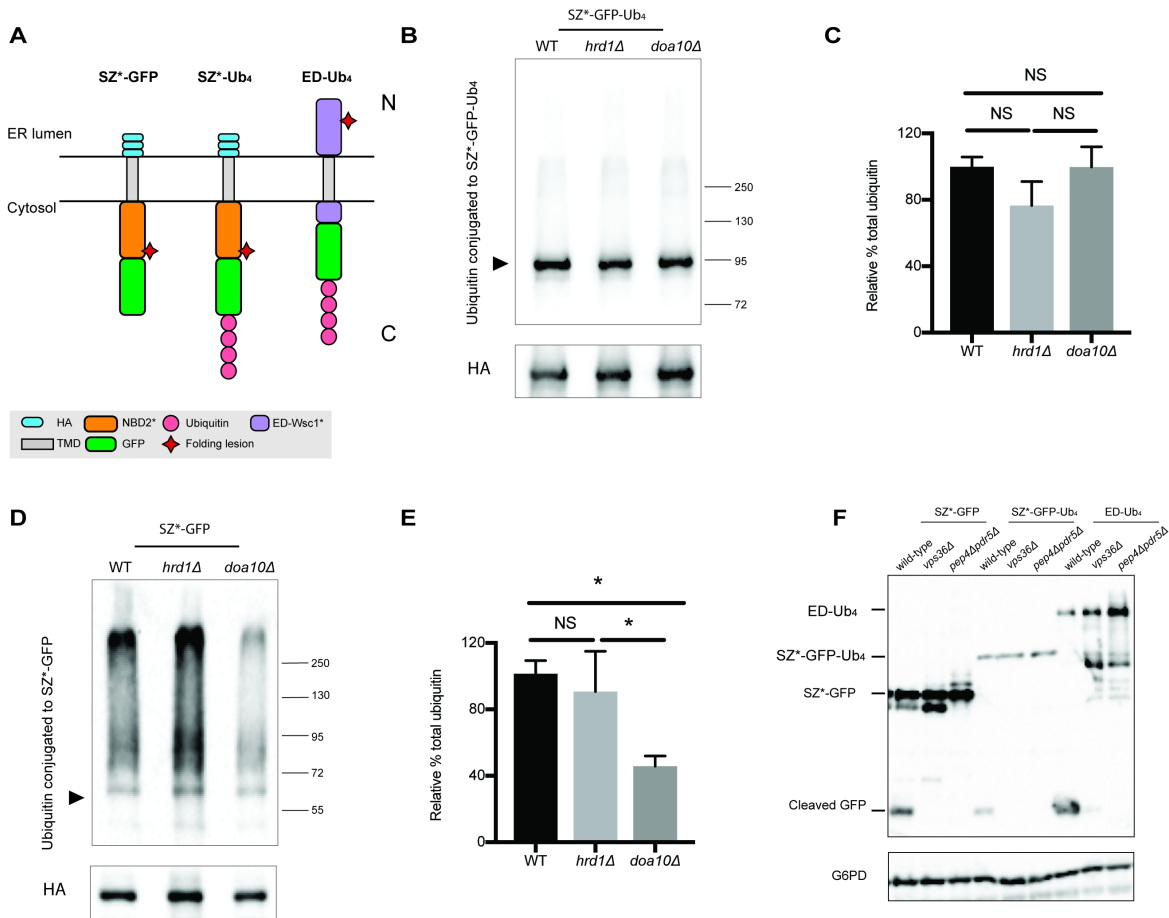 A
SZ*-GFP
SZ*-Ub4
ED-Ub4
N
ER lumen
Cytosol
C
HA
NBD2*
Ubiquitin
ED-Wsc1*
TMD
GFP
Folding lesion
B
SZ*-GFP-Ub4
WT
hrd1Δ
doa10Δ
Ubiquitin conjugated to SZ*-GFP-Ub4
250
130
95
72
HA
C
NS
NS
NS
Relative % total ubiquitin
120
80
40
0
WT
hrd1Δ
doa10Δ
D
SZ*-GFP
WT
hrd1Δ
doa10Δ
Ubiquitin conjugated to SZ*-GFP
250
130
95
72
55
HA
E
*
NS
*
Relative % total ubiquitin
120
80
40
0
WT
hrd1Δ
doa10Δ
F
SZ*-GFP
SZ*-GFP-Ub4
ED-Ub4
wild-type
vps36Δ
pep4Δpdr5Δ
wild-type
vps36Δ
pep4Δpdr5Δ
wild-type
vps36Δ
pep4Δpdr5Δ
ED-Ub4
SZ*-GFP-Ub4
SZ*-GFP
Cleaved GFP
G6PD